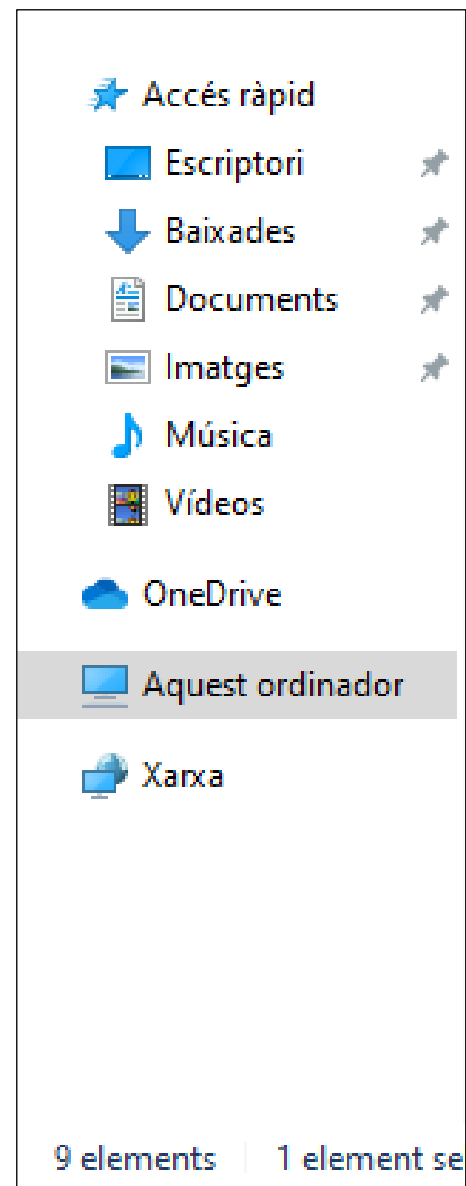 Accés ràpid
Escriptori
Baixades
Documents
Imatges
Música
Vídeos
OneDrive
Aquest ordinador
Xarxa
9 elements 1 element se